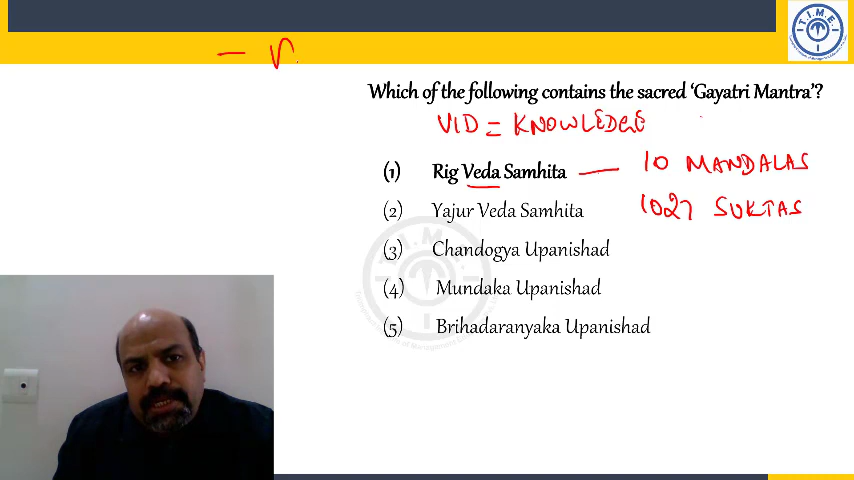 T.I.M.E.
Which of the following contains the sacred 'Gayatri Mantra'?
VID = KNOWLEDGE
(1) Rig Veda Samhita — 10 MANDALAS
(2) Yajur Veda Samhita 1027 SUKTAS
(3) Chandogya Upanishad
(4) Mundaka Upanishad
(5) Brihadaranyaka Upanishad